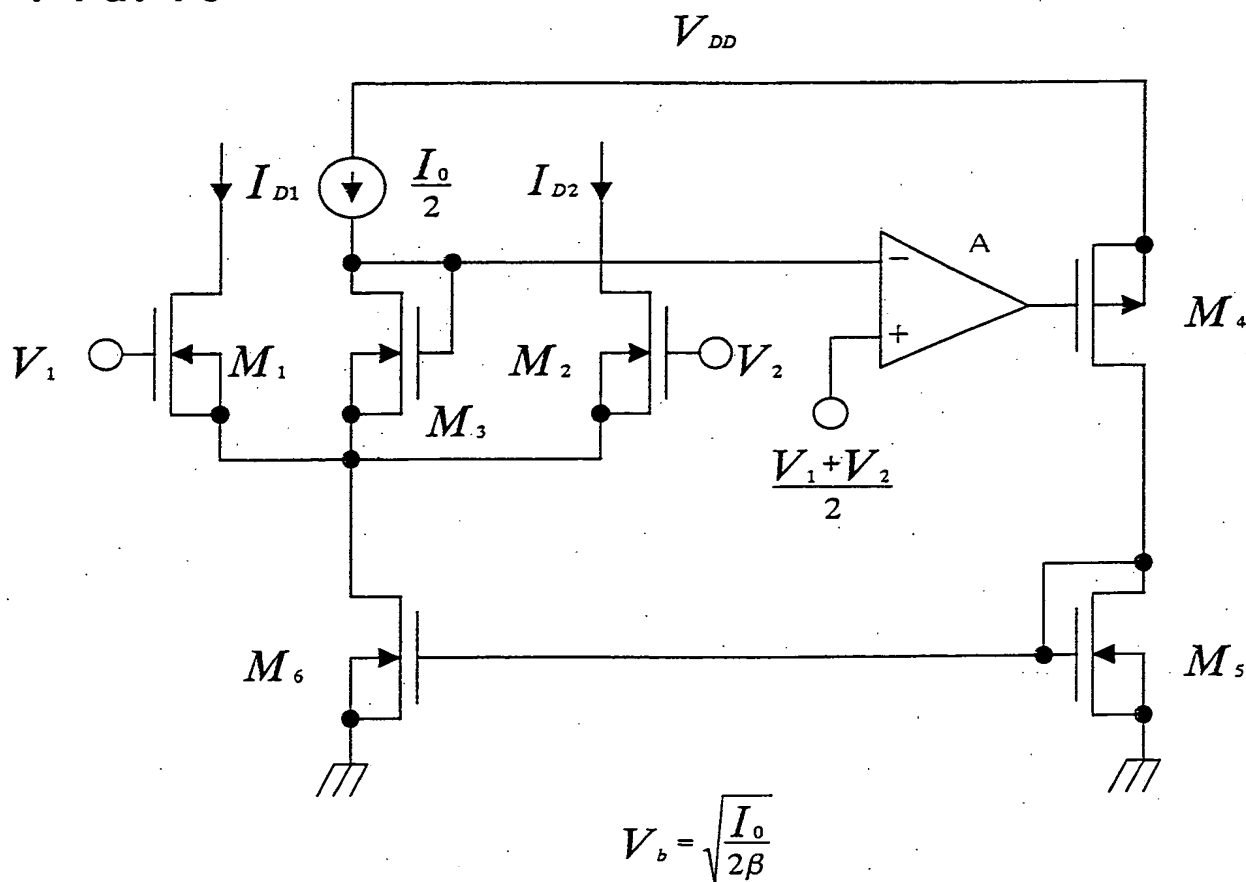 V_DD
I_D1
I_0/2
I_D2
A
−
+
M_4
V_1
M_1
M_2
V_2
M_3
(V_1+V_2)/2
M_6
M_5
V_b = √(I_0/2β)